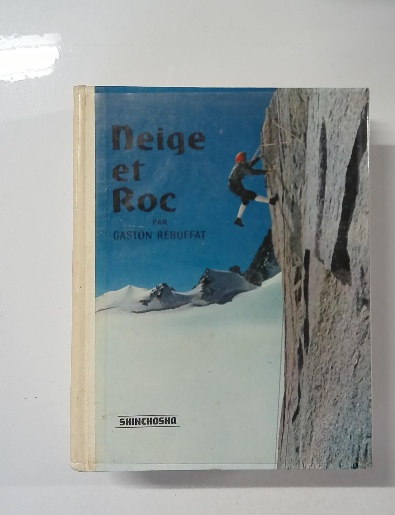 Neige
et
Roc
PAR
GASTON REBUFFAT
SHINCHOSHA